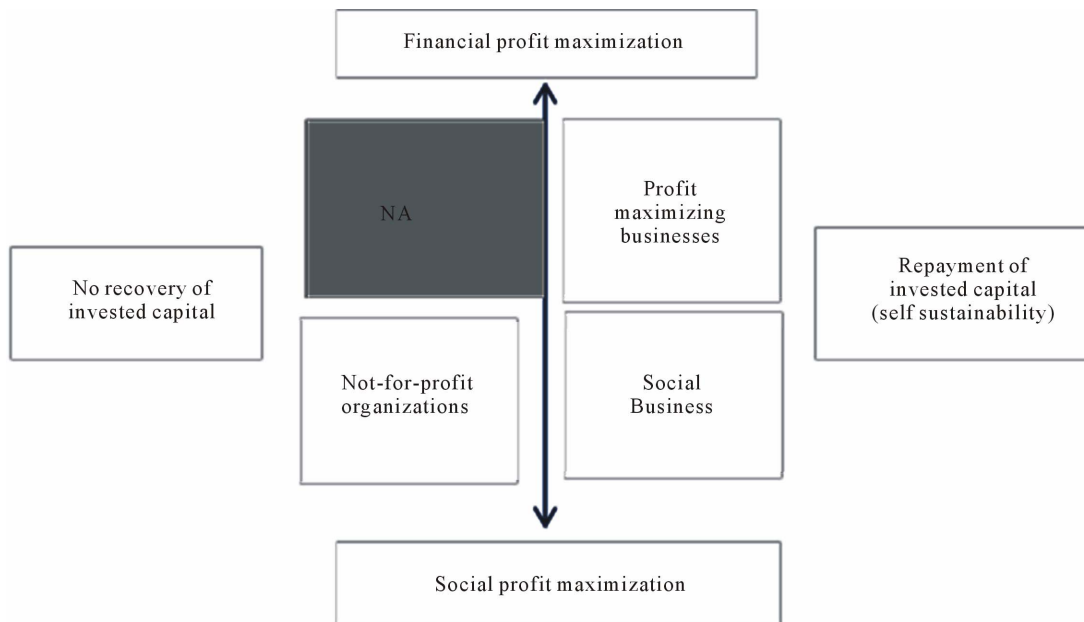 Financial profit maximization
NA
Profit
maximizing
businesses
No recovery of
invested capital
Repayment of
invested capital
(self sustainability)
Not-for-profit
organizations
Social
Business
Social profit maximization